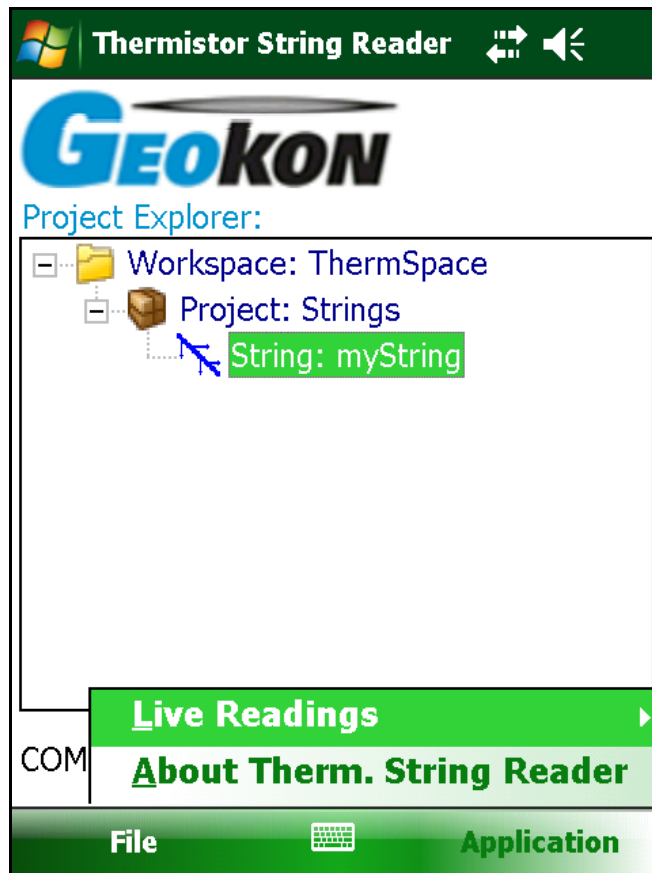 Thermistor String Reader
GEOKON
Project Explorer:
Workspace: ThermSpace
Project: Strings
String: myString
Live Readings
COM
About Therm. String Reader
File
Application